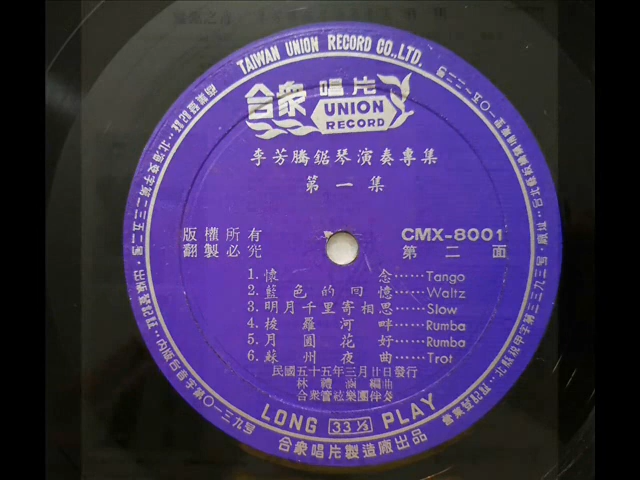 TAIWAN UNION RECORD CO.,LTD.
合衆唱片
UNION
RECORD
李芳騰鋸琴演奏專集
第一集
版權所有
翻製必究
CMX-8001
第二面
1. 懷念……Tango
2. 藍色的回憶……Waltz
3. 明月千里寄相思……Slow
4. 梭羅河畔……Rumba
5. 月圓花好……Rumba
6. 蘇州夜曲……Trot
民國五十五年三月廿日發行
林禮涵編曲
合衆管絃樂團伴奏
LONG 33⅓ PLAY
合衆唱片製造廠出品